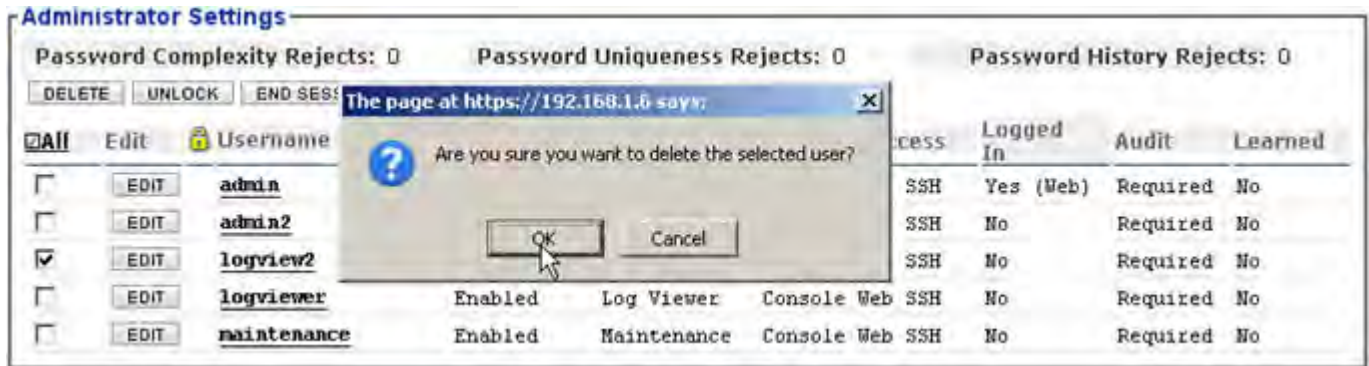 Administrator Settings
Password Complexity Rejects: 0 Password Uniqueness Rejects: 0 Password History Rejects: 0
DELETE UNLOCK END SESS
The page at https://192.168.1.6 says:
Are you sure you want to delete the selected user?
OK Cancel
All Edit Username cess Logged In Audit Learned
EDIT admin SSH Yes (Web) Required No
EDIT admin2 SSH No Required No
EDIT logview2 SSH No Required No
EDIT logviewer Enabled Log Viewer Console Web SSH No Required No
EDIT maintenance Enabled Maintenance Console Web SSH No Required No